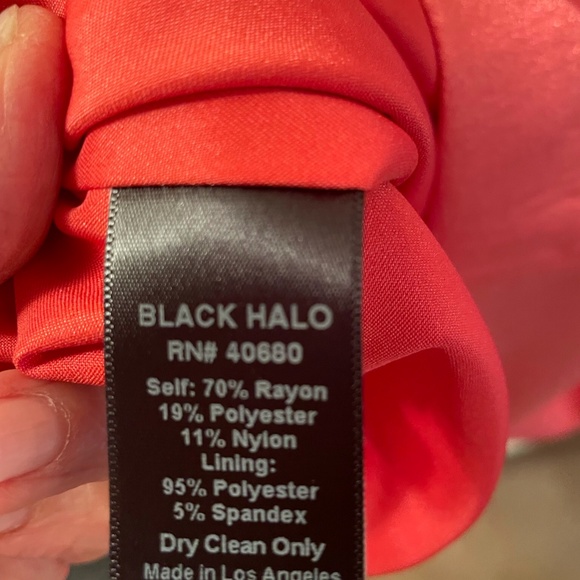 BLACK HALO
RN# 40680
Self: 70% Rayon
19% Polyester
11% Nylon
Lining:
95% Polyester
5% Spandex
Dry Clean Only
Made in Los Angeles